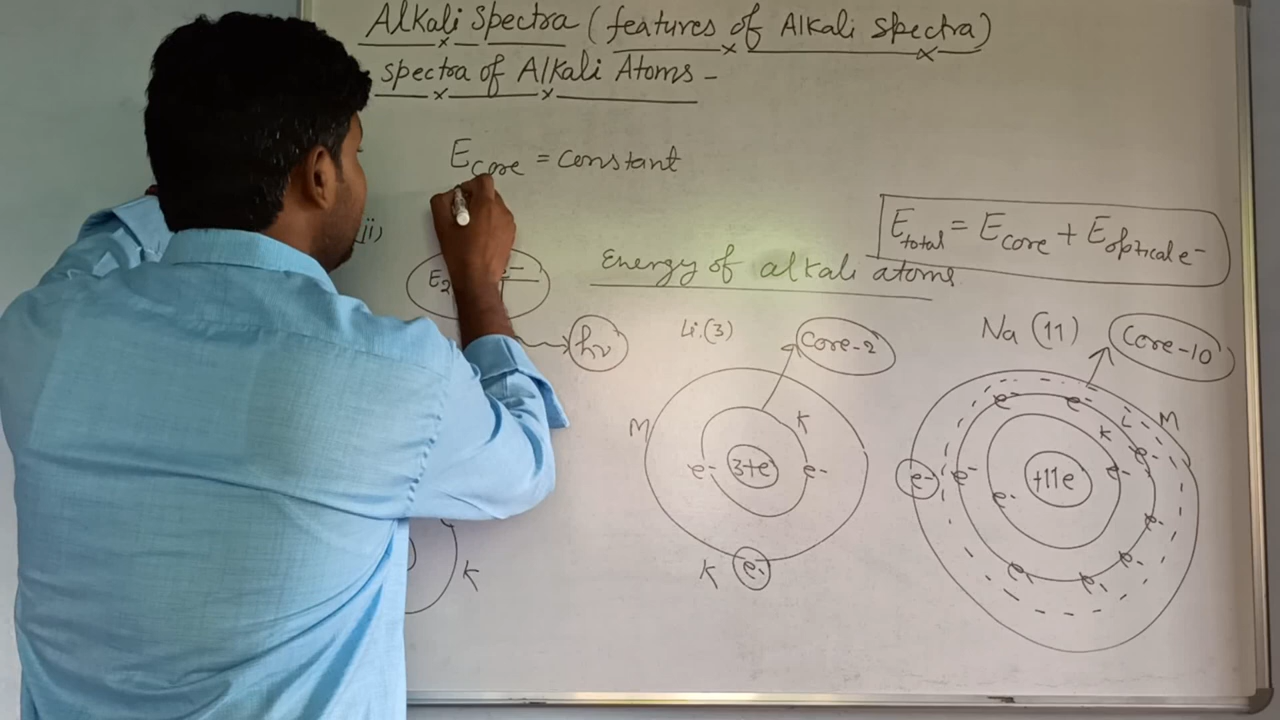 Alkali Spectra (features of Alkali Spectra)
Spectra of Alkali Atoms -
E core = constant
ii)
E total = E core + E optical e-
Energy of alkali atoms
E2
e-
hν
Li.(3)
Core-2
Na (11)
Core-10
M
K
e-
3+e
e-
K
e-
K
M
L
K
e-
e-
e-
e-
e-
e-
e-
+11e
e-
e-
e-
e-